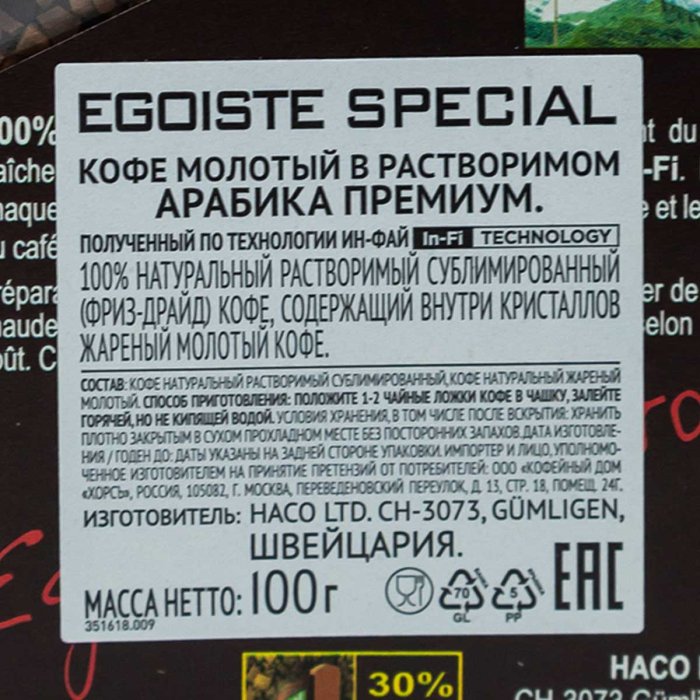 EGOISTE SPECIAL
КОФЕ МОЛОТЫЙ В РАСТВОРИМОМ
АРАБИКА ПРЕМИУМ.
ПОЛУЧЕННЫЙ ПО ТЕХНОЛОГИИ ИН-ФАЙ In-Fi TECHNOLOGY
100% НАТУРАЛЬНЫЙ РАСТВОРИМЫЙ СУБЛИМИРОВАННЫЙ
(ФРИЗ-ДРАЙД) КОФЕ, СОДЕРЖАЩИЙ ВНУТРИ КРИСТАЛЛОВ
ЖАРЕНЫЙ МОЛОТЫЙ КОФЕ.
СОСТАВ: КОФЕ НАТУРАЛЬНЫЙ РАСТВОРИМЫЙ СУБЛИМИРОВАННЫЙ, КОФЕ НАТУРАЛЬНЫЙ ЖАРЕНЫЙ
МОЛОТЫЙ. СПОСОБ ПРИГОТОВЛЕНИЯ: ПОЛОЖИТЕ 1-2 ЧАЙНЫЕ ЛОЖКИ КОФЕ В ЧАШКУ, ЗАЛЕЙТЕ
ГОРЯЧЕЙ, НО НЕ КИПЯЩЕЙ ВОДОЙ. УСЛОВИЯ ХРАНЕНИЯ, В ТОМ ЧИСЛЕ ПОСЛЕ ВСКРЫТИЯ: ХРАНИТЬ
ПЛОТНО ЗАКРЫТЫМ В СУХОМ ПРОХЛАДНОМ МЕСТЕ БЕЗ ПОСТОРОННИХ ЗАПАХОВ. ДАТА ИЗГОТОВЛЕ-
НИЯ / ГОДЕН ДО: ДАТЫ УКАЗАНЫ НА ЗАДНЕЙ СТОРОНЕ УПАКОВКИ. ИМПОРТЕР И ЛИЦО, УПОЛНОМО-
ЧЕННОЕ ИЗГОТОВИТЕЛЕМ НА ПРИНЯТИЕ ПРЕТЕНЗИЙ ОТ ПОТРЕБИТЕЛЕЙ: ООО «КОФЕЙНЫЙ ДОМ
«ХОРСЪ», РОССИЯ, 105082, Г. МОСКВА, ПЕРЕВЕДЕНОВСКИЙ ПЕРЕУЛОК, Д. 13, СТР. 18, ПОМЕЩ. 24Г.
ИЗГОТОВИТЕЛЬ: HACO LTD. CH-3073, GÜMLIGEN,
ШВЕЙЦАРИЯ.
МАССА НЕТТО: 100 г
70 GL 5 PP EAC
351618.009
30%
HACO
CH-3073 Gümli